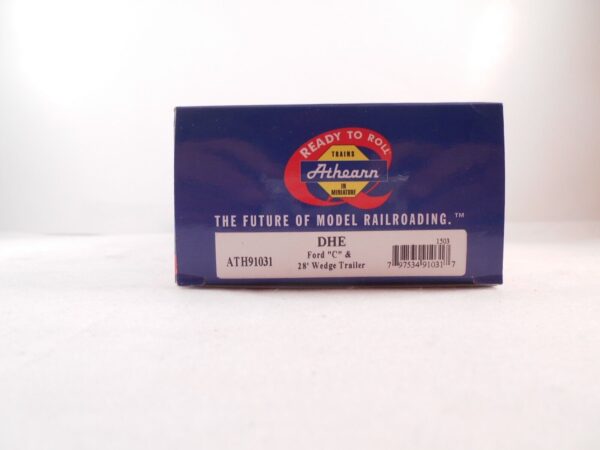 READY TO ROLL
TRAINS
Athearn
IN
MINIATURE
THE FUTURE OF MODEL RAILROADING.™
DHE
1503
Ford "C" &
ATH91031
28' Wedge Trailer
7 97534 91031 7